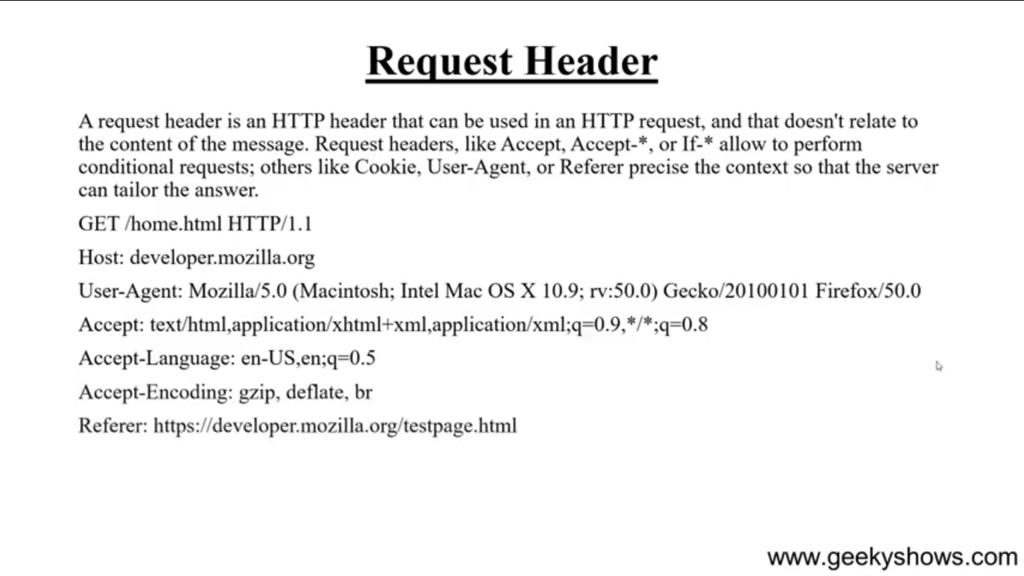 Request Header
A request header is an HTTP header that can be used in an HTTP request, and that doesn't relate to
the content of the message. Request headers, like Accept, Accept-*, or If-* allow to perform
conditional requests; others like Cookie, User-Agent, or Referer precise the context so that the server
can tailor the answer.
GET /home.html HTTP/1.1
Host: developer.mozilla.org
User-Agent: Mozilla/5.0 (Macintosh; Intel Mac OS X 10.9; rv:50.0) Gecko/20100101 Firefox/50.0
Accept: text/html,application/xhtml+xml,application/xml;q=0.9,*/*;q=0.8
Accept-Language: en-US,en;q=0.5
Accept-Encoding: gzip, deflate, br
Referer: https://developer.mozilla.org/testpage.html
www.geekyshows.com